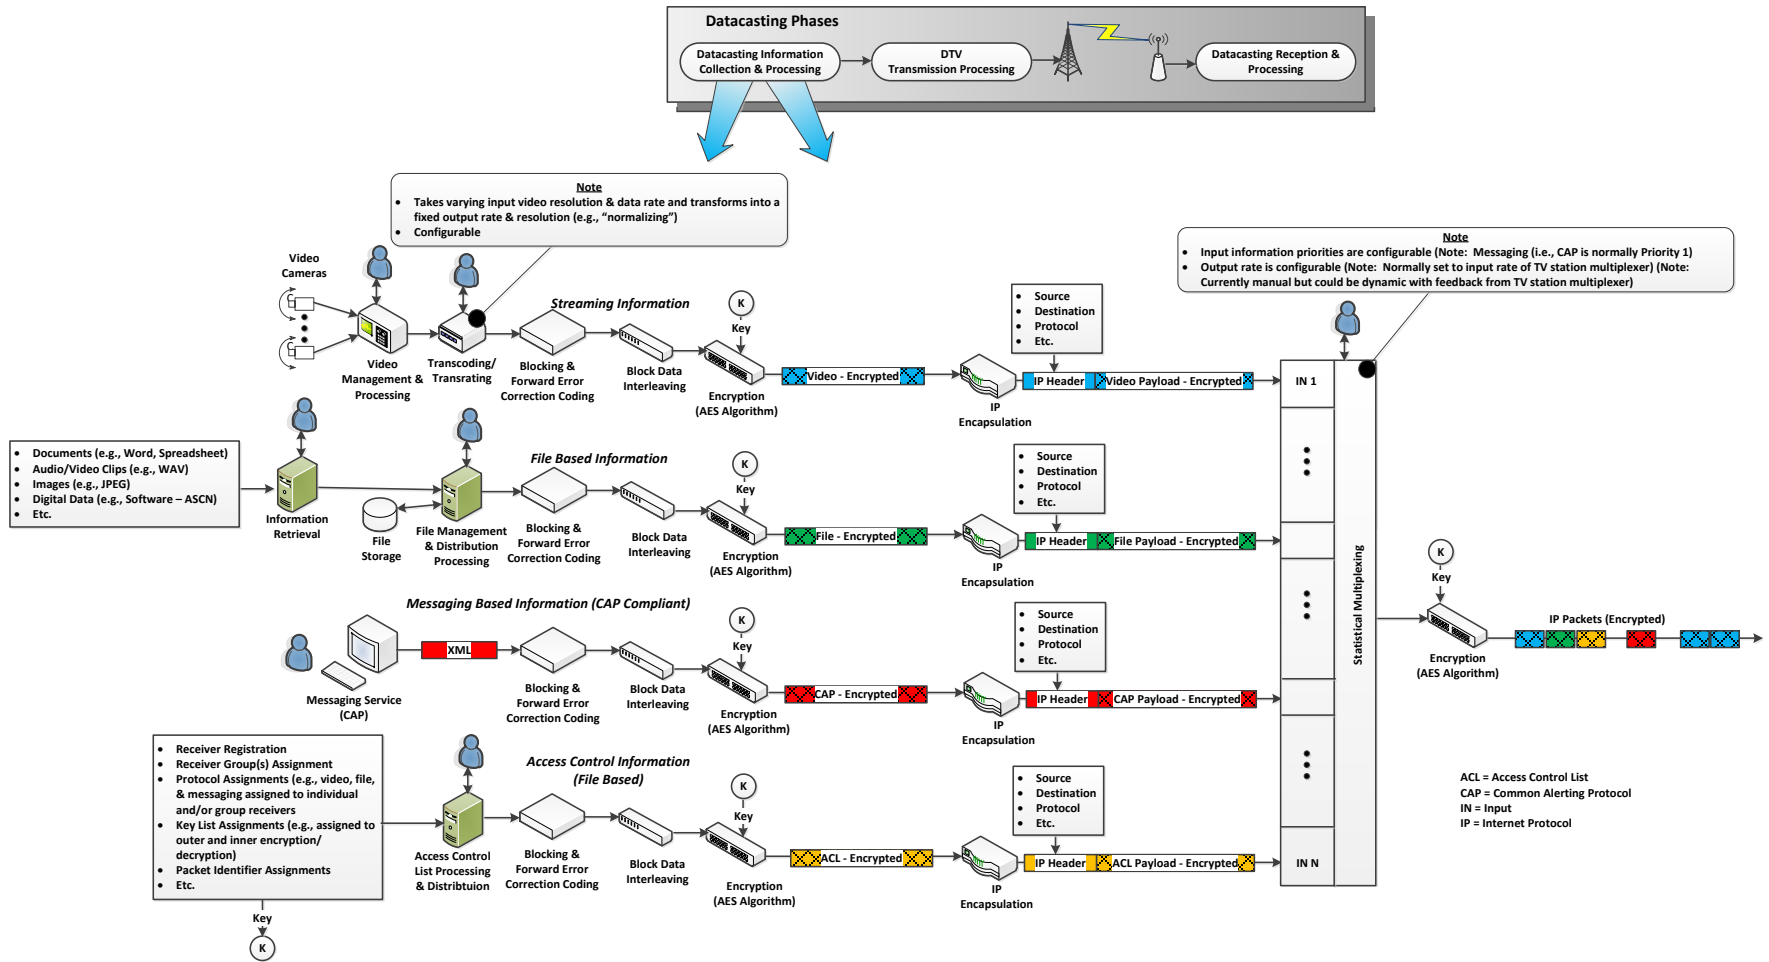 Datacasting Phases
Datacasting Information
Collection & Processing
DTV
Transmission Processing
Datacasting Reception &
Processing
Note
• Takes varying input video resolution & data rate and transforms into a
fixed output rate & resolution (e.g., “normalizing”)
• Configurable
Note
• Input information priorities are configurable (Note: Messaging (i.e., CAP is normally Priority 1)
• Output rate is configurable (Note: Normally set to input rate of TV station multiplexer) (Note:
Currently manual but could be dynamic with feedback from TV station multiplexer)
Video
Cameras
Video
Management &
Processing
Transcoding/
Transrating
Streaming Information
Blocking &
Forward Error
Correction Coding
Block Data
Interleaving
K
Key
Encryption
(AES Algorithm)
Video - Encrypted
IP
Encapsulation
• Source
• Destination
• Protocol
• Etc.
IP Header
Video Payload - Encrypted
IN 1
• Documents (e.g., Word, Spreadsheet)
• Audio/Video Clips (e.g., WAV)
• Images (e.g., JPEG)
• Digital Data (e.g., Software – ASCN)
• Etc.
Information
Retrieval
File
Storage
File Management
& Distribution
Processing
File Based Information
Blocking &
Forward Error
Correction Coding
Block Data
Interleaving
K
Key
Encryption
(AES Algorithm)
File - Encrypted
IP
Encapsulation
• Source
• Destination
• Protocol
• Etc.
IP Header
File Payload - Encrypted
Messaging Based Information (CAP Compliant)
Messaging Service
(CAP)
XML
Blocking &
Forward Error
Correction Coding
Block Data
Interleaving
K
Key
Encryption
(AES Algorithm)
CAP - Encrypted
IP
Encapsulation
• Source
• Destination
• Protocol
• Etc.
IP Header
CAP Payload - Encrypted
• Receiver Registration
• Receiver Group(s) Assignment
• Protocol Assignments (e.g., video, file,
& messaging assigned to individual
and/or group receivers
• Key List Assignments (e.g., assigned to
outer and inner encryption/
decryption)
• Packet Identifier Assignments
• Etc.
Key
K
Access Control
List Processing
& Distribtuion
Access Control Information
(File Based)
Blocking &
Forward Error
Correction Coding
Block Data
Interleaving
K
Key
Encryption
(AES Algorithm)
ACL - Encrypted
IP
Encapsulation
• Source
• Destination
• Protocol
• Etc.
IP Header
ACL Payload - Encrypted
IN N
Statistical Multiplexing
K
Key
Encryption
(AES Algorithm)
IP Packets (Encrypted)
ACL = Access Control List
CAP = Common Alerting Protocol
IN = Input
IP = Internet Protocol